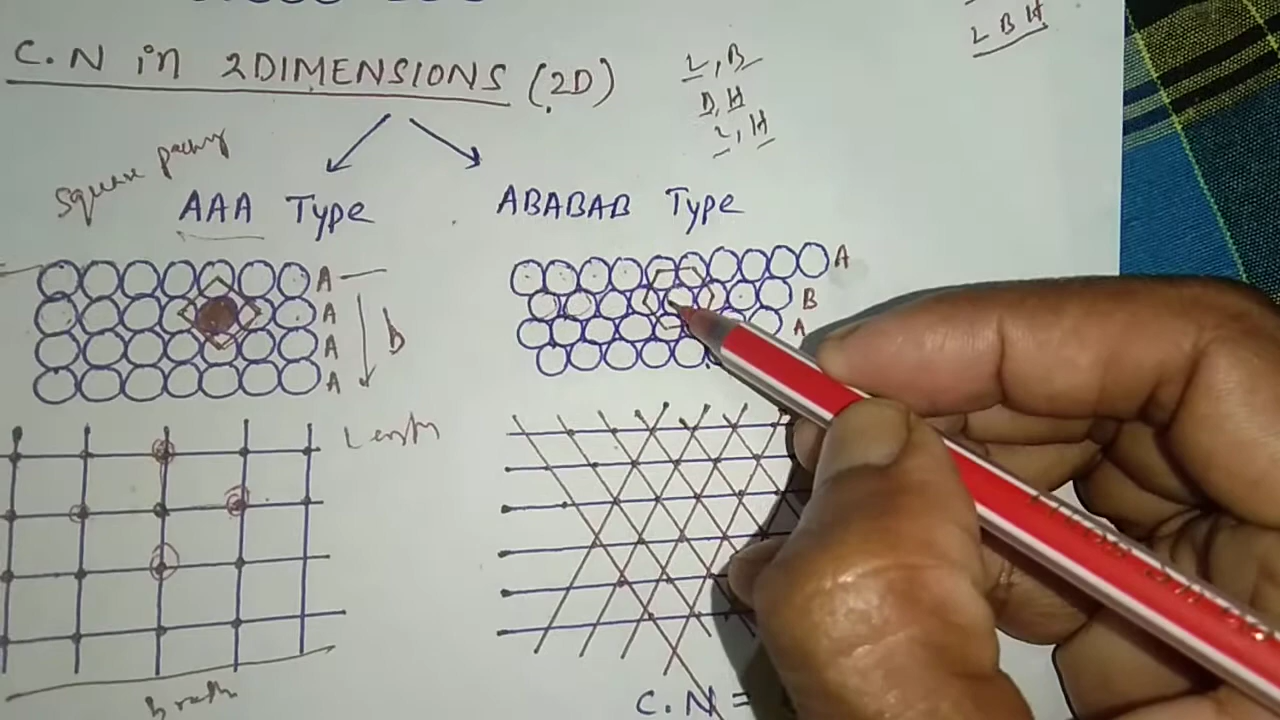 C.N in 2DIMENSIONS (2D)
L, B
B, H
L, H
L B H
Square packing
AAA Type
ABABAB Type
A
A
A
A
b
A
B
A
Length
C.N =